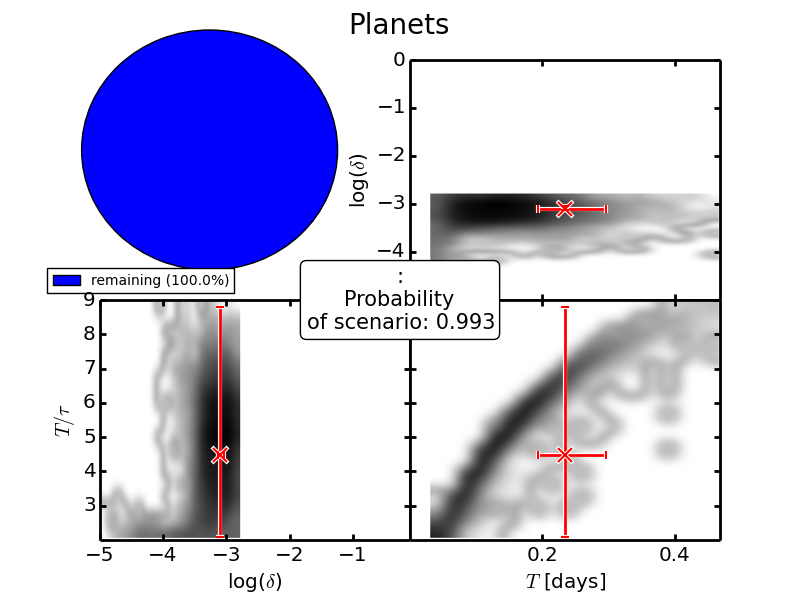 Planets
remaining (100.0%)
0
−1
−2
−3
−4
log(δ)
:
Probability
of scenario: 0.993
9
8
7
6
5
4
3
T/τ
−5
−4
−3
−2
−1
log(δ)
0.2
0.4
T [days]